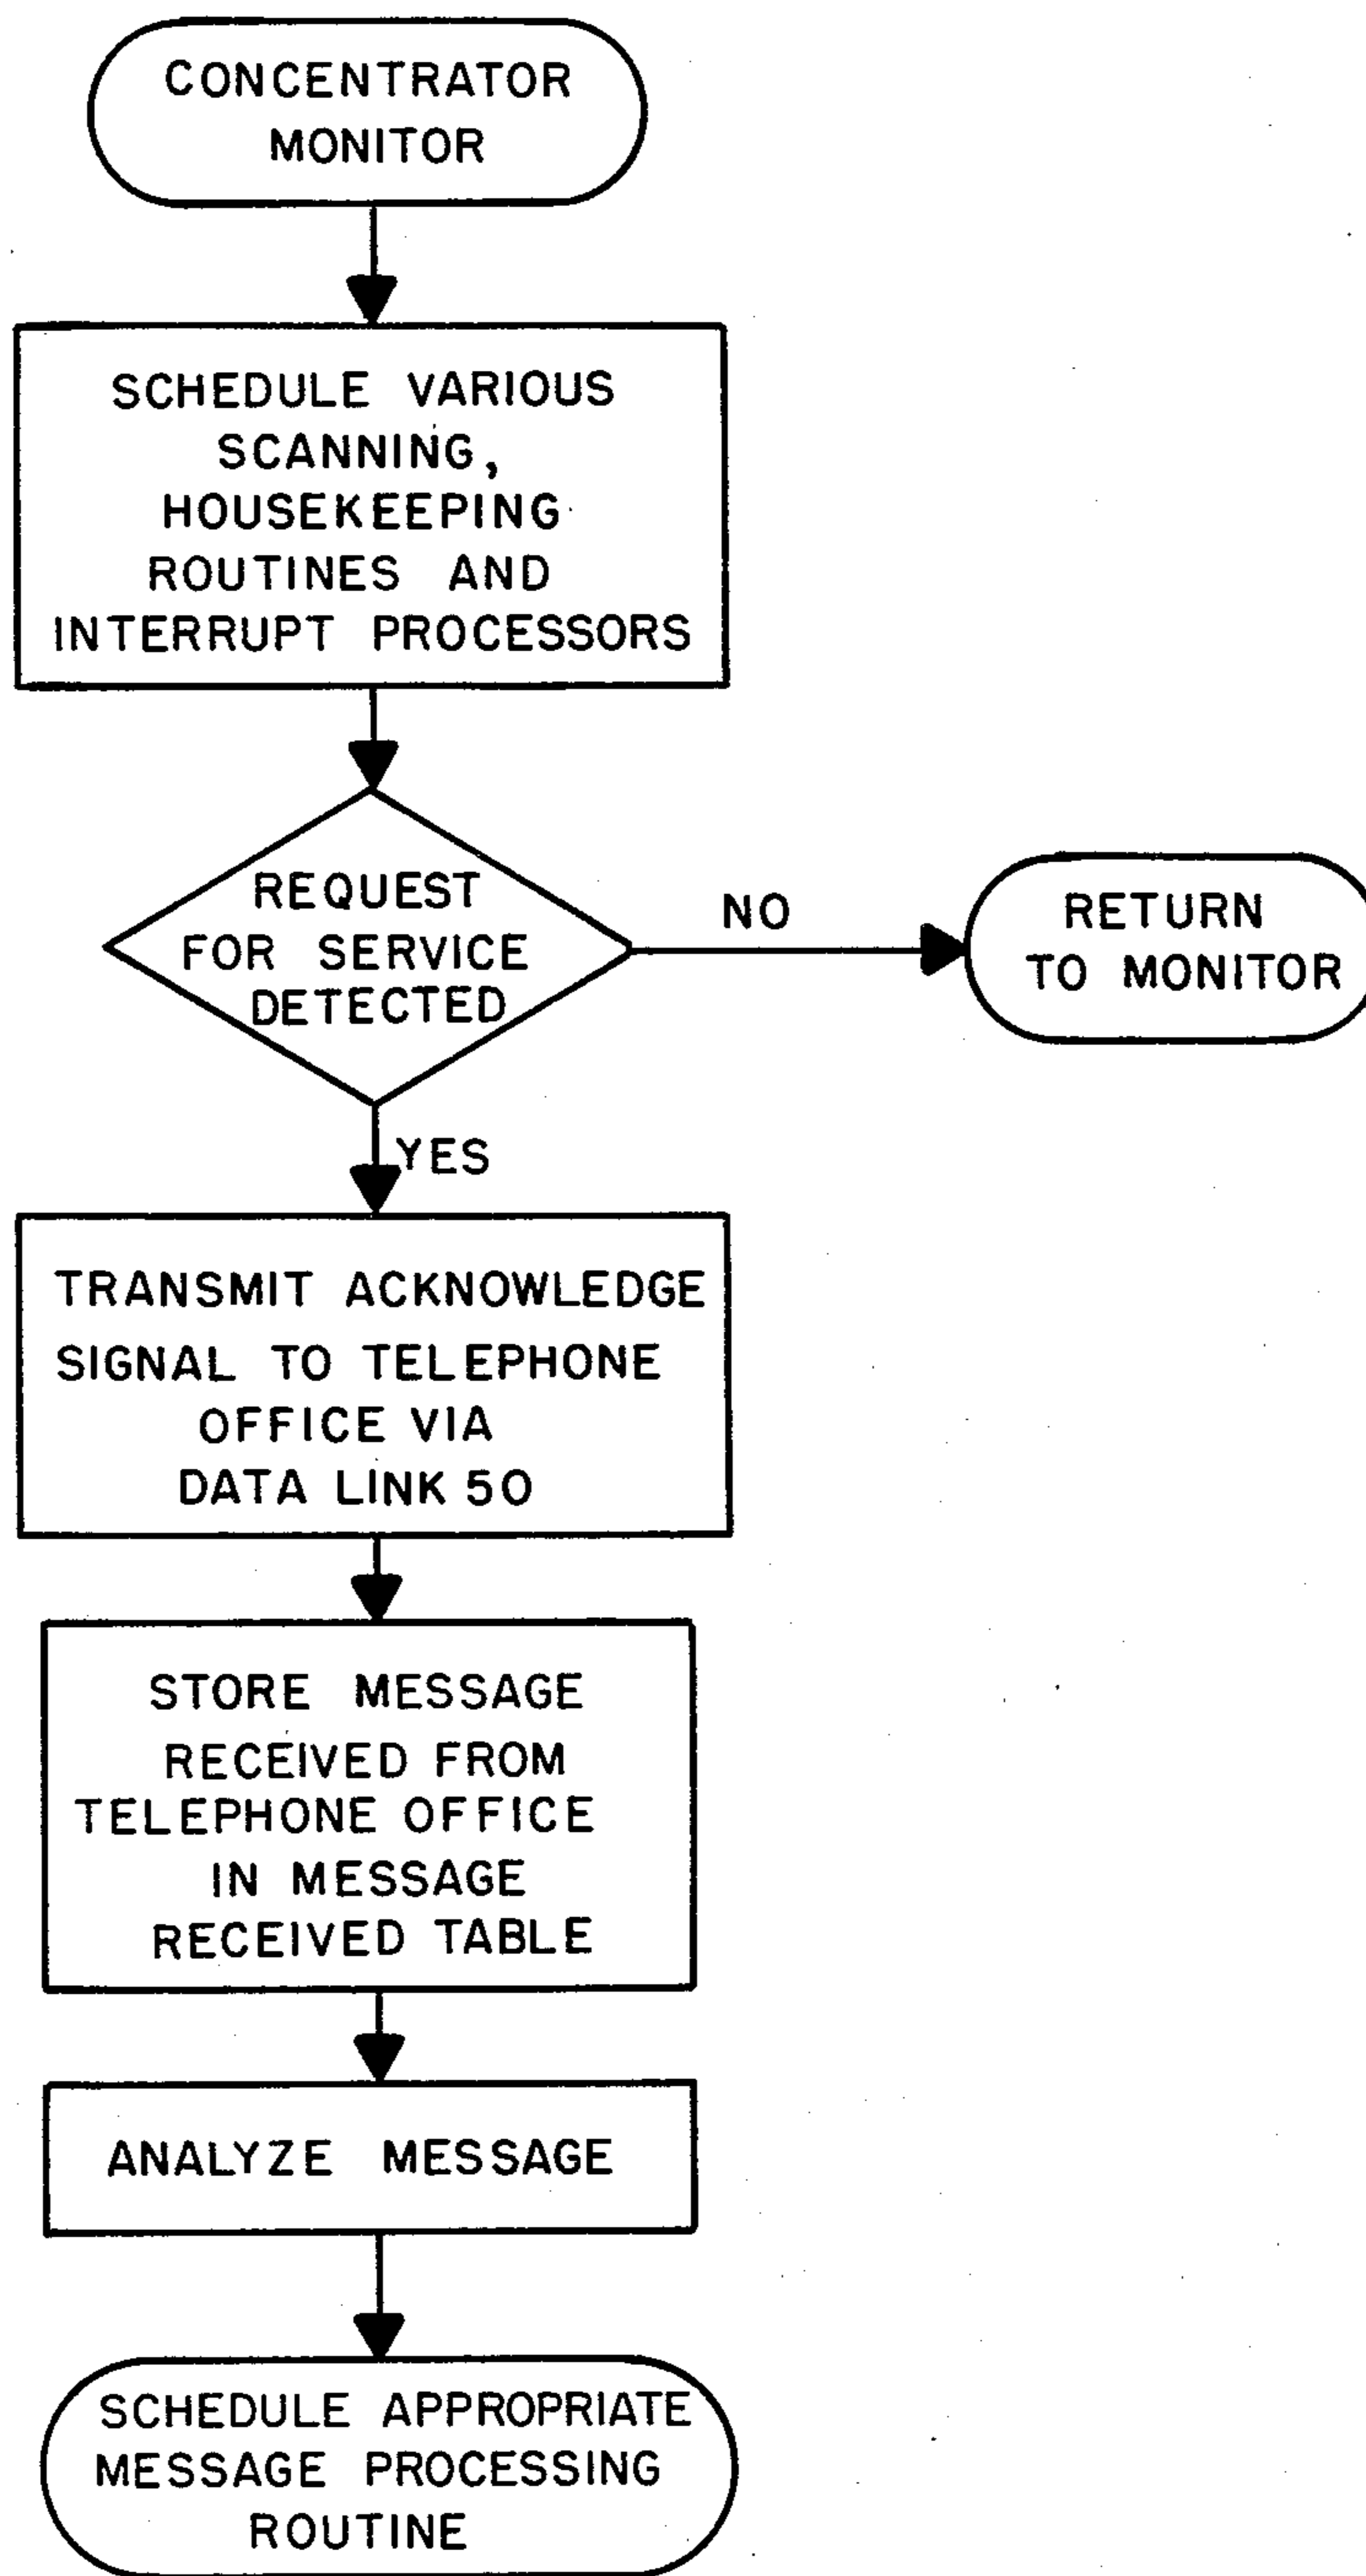 CONCENTRATOR
MONITOR
SCHEDULE VARIOUS
SCANNING,
HOUSEKEEPING
ROUTINES AND
INTERRUPT PROCESSORS
REQUEST
FOR SERVICE
DETECTED
NO
RETURN
TO MONITOR
YES
TRANSMIT ACKNOWLEDGE
SIGNAL TO TELEPHONE
OFFICE VIA
DATA LINK 50
STORE MESSAGE
RECEIVED FROM
TELEPHONE OFFICE
IN MESSAGE
RECEIVED TABLE
ANALYZE MESSAGE
SCHEDULE APPROPRIATE
MESSAGE PROCESSING
ROUTINE